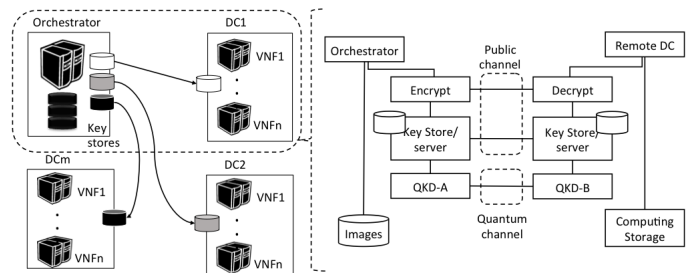 Orchestrator
Key
stores
DC1
VNF1
VNFn
DCm
VNF1
VNFn
DC2
VNF1
VNFn
Orchestrator
Public
channel
Remote DC
Encrypt
Decrypt
Key Store/
server
Key Store/
server
QKD-A
QKD-B
Quantum
channel
Images
Computing
Storage